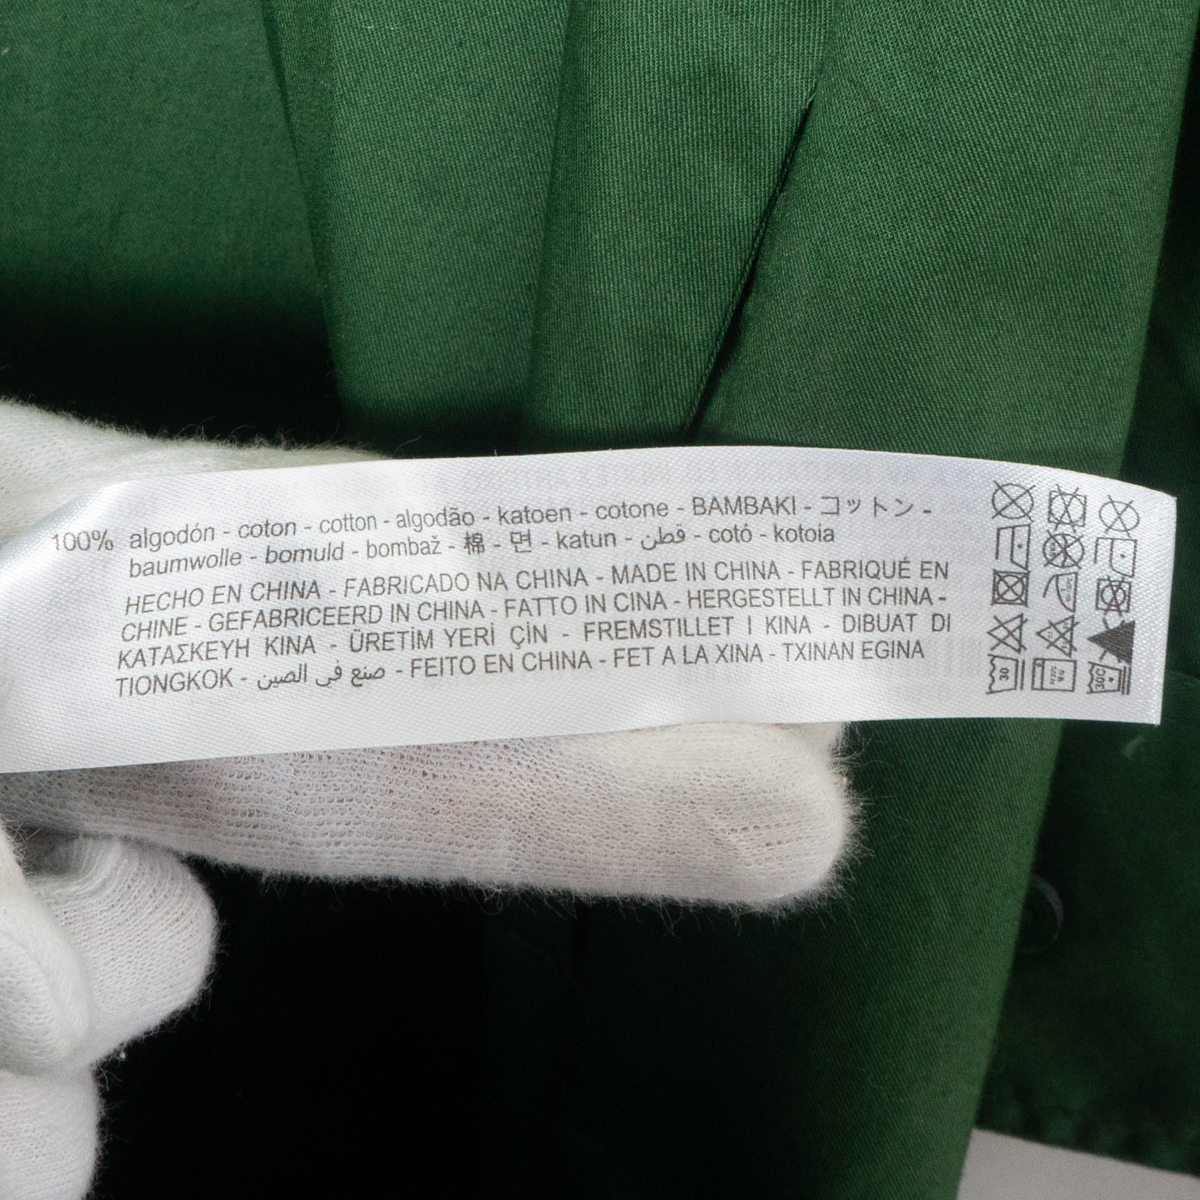 100% algodón - coton - cotton - algodão - katoen - cotone - BAMBAKI - コットン -
baumwolle - bomuld - bombaž - 棉 - 면 - katun - قطن - cotó - kotoia
HECHO EN CHINA - FABRICADO NA CHINA - MADE IN CHINA - FABRIQUÉ EN
CHINE - GEFABRICEERD IN CHINA - FATTO IN CINA - HERGESTELLT IN CHINA -
ΚΑΤΑΣΚΕΥΗ ΚΙΝΑ - ÜRETİM YERİ ÇİN - FREMSTILLET I KINA - DIBUAT DI
TIONGKOK - صنع في الصين - FEITO EN CHINA - FET A LA XINA - TXINAN EGINA
30
30C